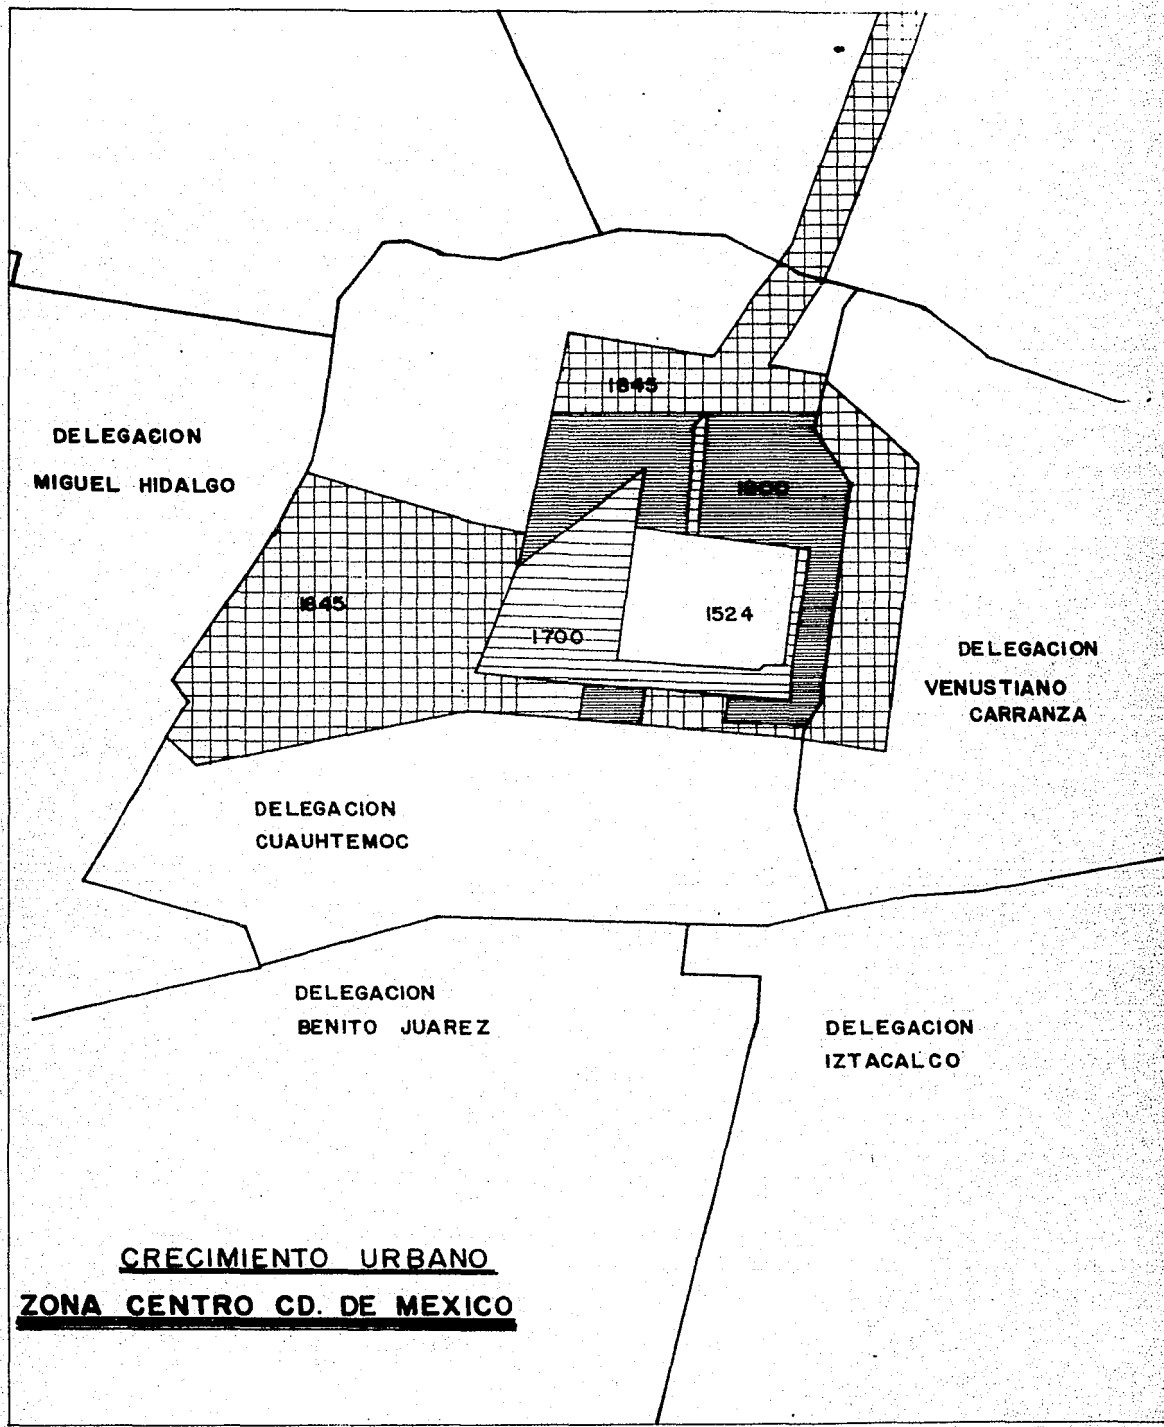 1845
DELEGACION
MIGUEL HIDALGO
1800
1845
1524
1700
DELEGACION
VENUSTIANO
CARRANZA
DELEGACION
CUAUHTEMOC
DELEGACION
BENITO JUAREZ
DELEGACION
IZTACALCO
CRECIMIENTO URBANO
ZONA CENTRO CD. DE MEXICO